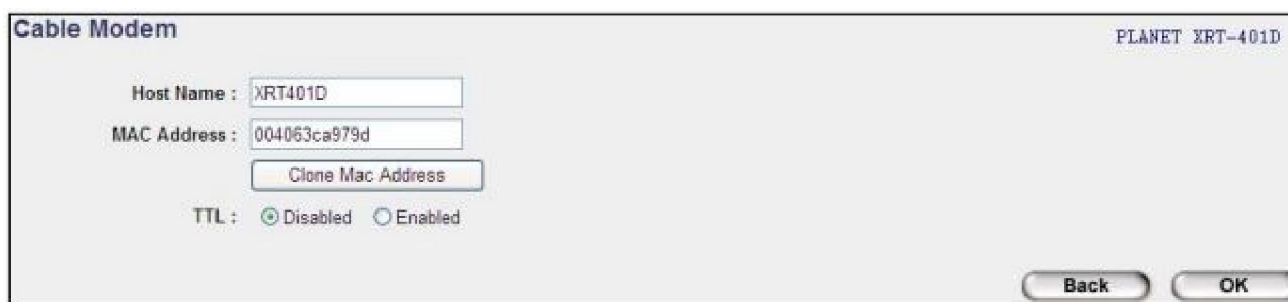 Cable Modem
PLANET XRT-401D
Host Name : XRT401D
MAC Address : 004063ca979d
Clone Mac Address
TTL : Disabled Enabled
Back OK